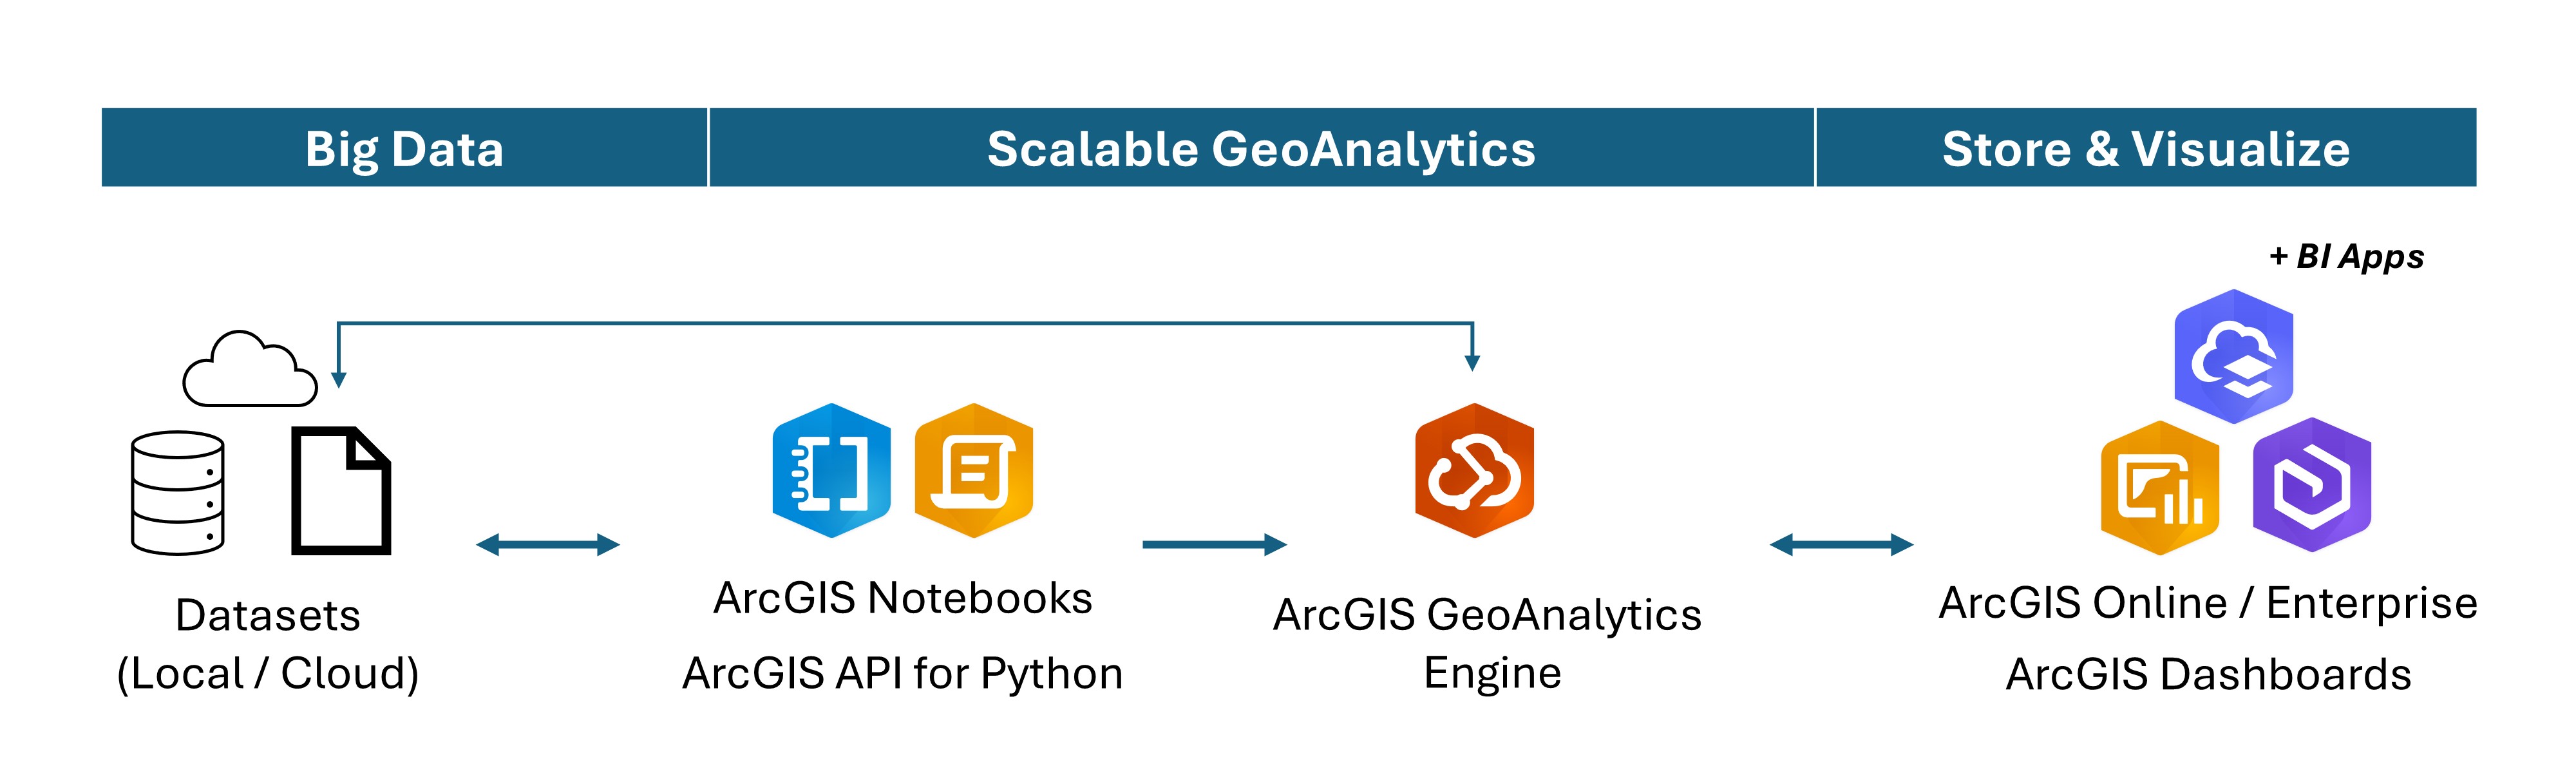 Big Data
Scalable GeoAnalytics
Store & Visualize
+ BI Apps
Datasets
(Local / Cloud)
ArcGIS Notebooks
ArcGIS API for Python
ArcGIS GeoAnalytics
Engine
ArcGIS Online / Enterprise
ArcGIS Dashboards